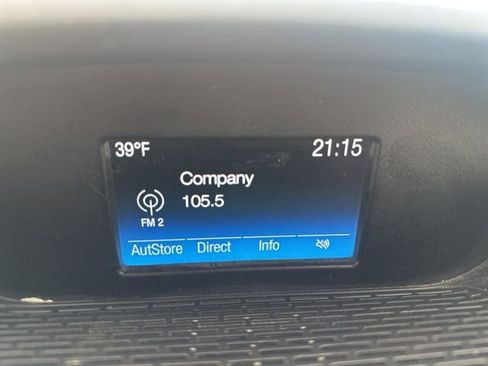 39°F 21:15
Company
105.5
FM 2
AutStore Direct Info